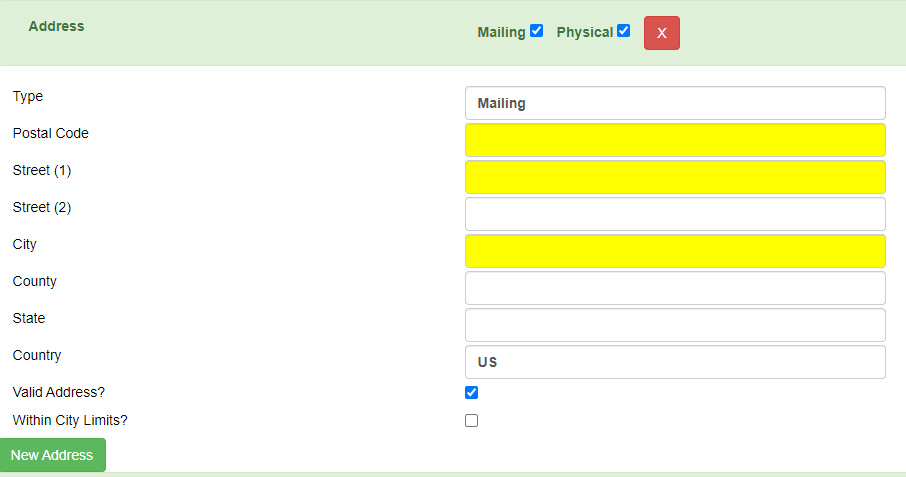 Address Mailing Physical X
Type Mailing
Postal Code
Street (1)
Street (2)
City
County
State
Country US
Valid Address?
Within City Limits?
New Address